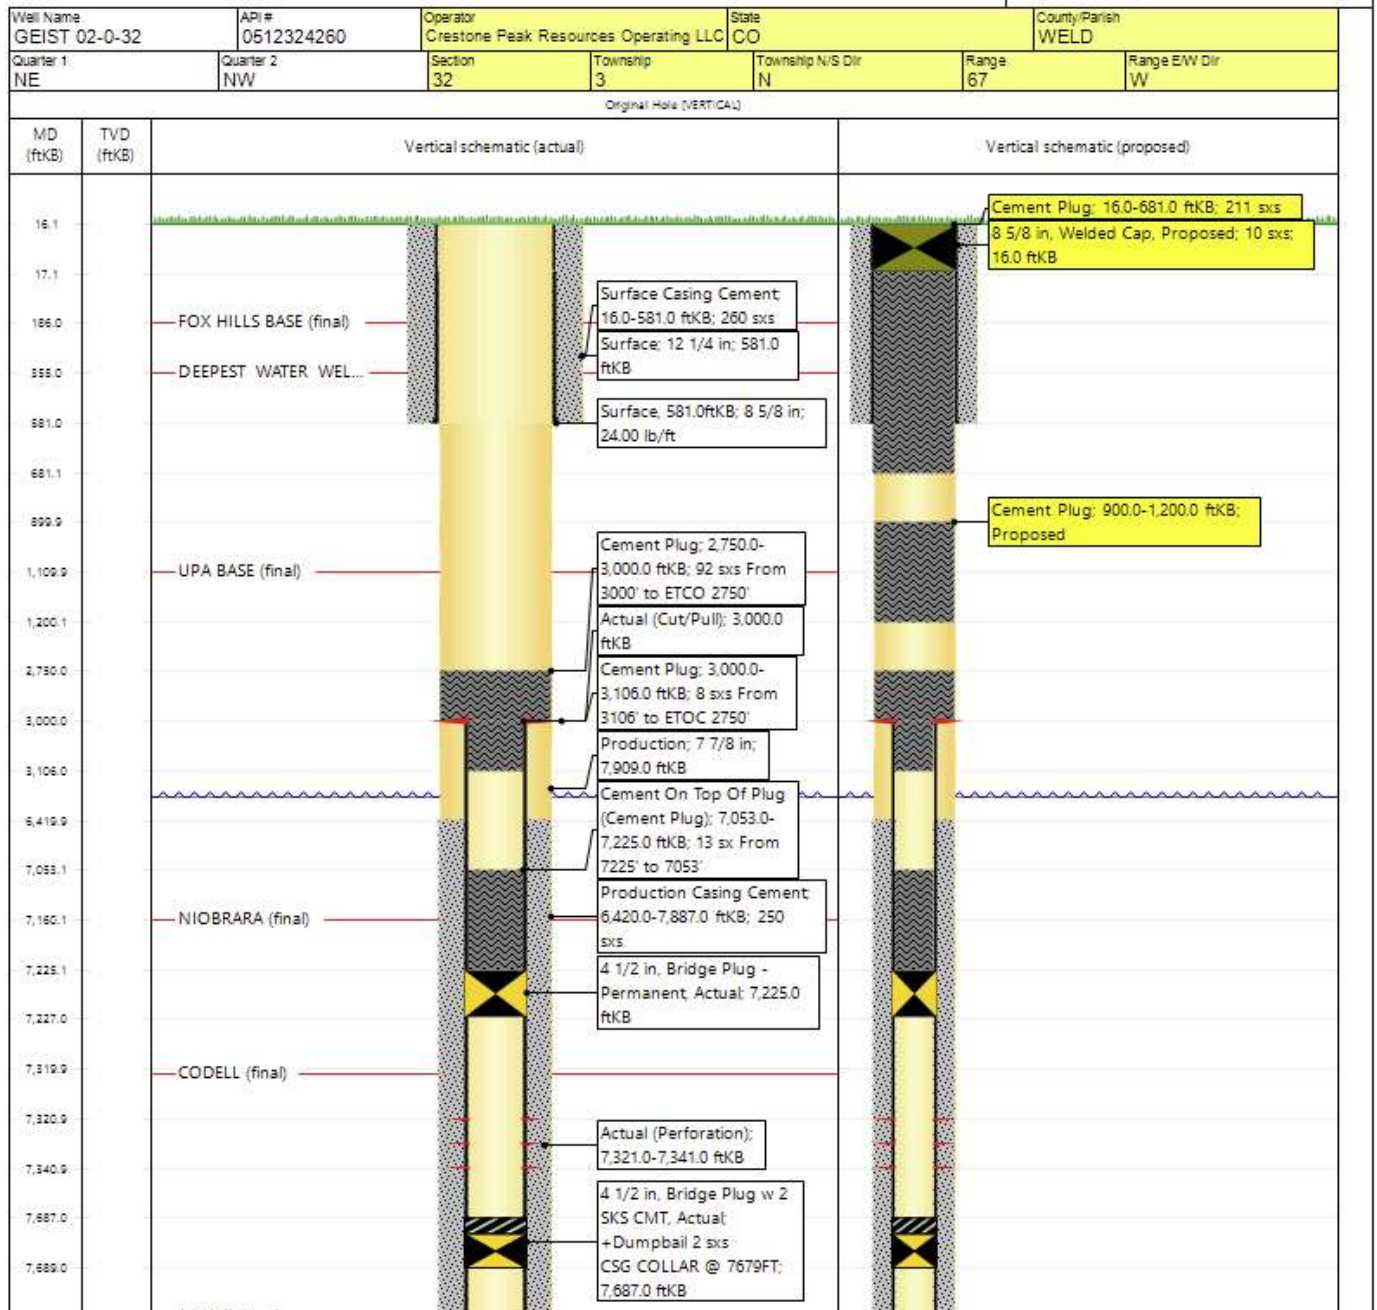 Well Name
GEIST 02-0-32
API #
0512324260
Operator
Crestone Peak Resources Operating LLC
State
CO
County/Parish
WELD
Quarter 1
NE
Quarter 2
NW
Section
32
Township
3
Township N/S Dir
N
Range
67
Range E/W Dir
W
Original Hole [VERTICAL]
MD
(ftKB)
TVD
(ftKB)
Vertical schematic (actual)
Vertical schematic (proposed)
Cement Plug; 16.0-681.0 ftKB; 211 sxs
16.1
8 5/8 in, Welded Cap, Proposed; 10 sxs;
16.0 ftKB
17.1
Surface Casing Cement;
16.0-581.0 ftKB; 260 sxs
186.0
FOX HILLS BASE (final)
Surface; 12 1/4 in; 581.0
ftKB
DEEPEST WATER WEL...
Surface, 581.0ftKB; 8 5/8 in;
24.00 lb/ft
581.0
681.1
Cement Plug; 900.0-1,200.0 ftKB;
Proposed
899.9
Cement Plug; 2,750.0-
3,000.0 ftKB; 92 sxs From
3000' to ETCO 2750'
1,109.9
UPA BASE (final)
Actual (Cut/Pull); 3,000.0
ftKB
1,200.1
Cement Plug; 3,000.0-
3,106.0 ftKB; 8 sxs From
3106' to ETOC 2750'
2,750.0
3,000.0
Production; 7 7/8 in;
7,909.0 ftKB
3,106.0
Cement On Top Of Plug
(Cement Plug); 7,053.0-
7,225.0 ftKB; 13 sx From
7225' to 7053'
6,419.9
7,053.1
Production Casing Cement;
6,420.0-7,887.0 ftKB; 250
sxs
7,160.1
NIOBRARA (final)
4 1/2 in, Bridge Plug -
Permanent, Actual; 7,225.0
ftKB
7,225.1
7,227.0
7,319.9
CODELL (final)
7,320.9
Actual (Perforation);
7,321.0-7,341.0 ftKB
7,340.9
4 1/2 in, Bridge Plug w 2
SKS CMT, Actual;
+Dumpbail 2 sxs
CSG COLLAR @ 7679FT;
7,687.0 ftKB
7,687.0
7,689.0